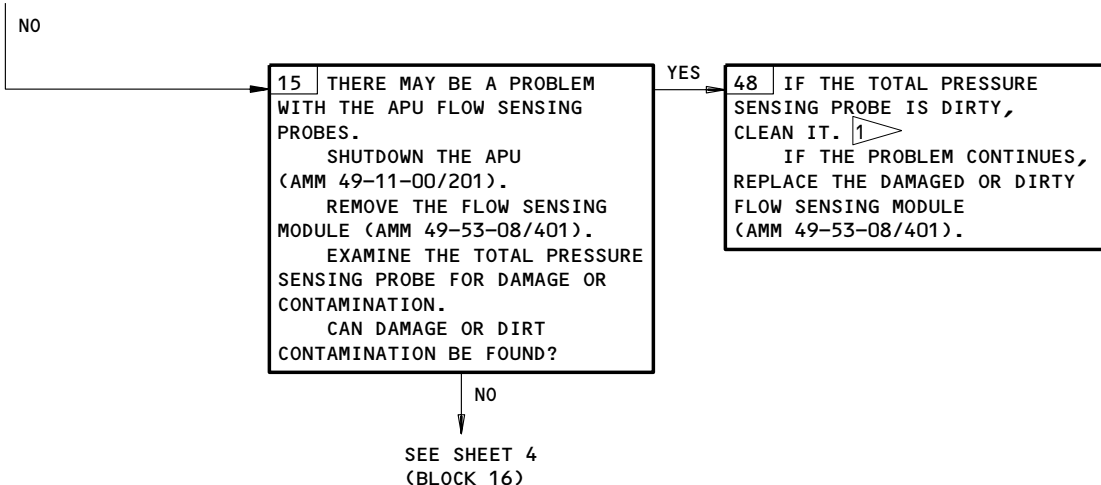 NO
15 THERE MAY BE A PROBLEM
WITH THE APU FLOW SENSING
PROBES.
SHUTDOWN THE APU
(AMM 49-11-00/201).
REMOVE THE FLOW SENSING
MODULE (AMM 49-53-08/401).
EXAMINE THE TOTAL PRESSURE
SENSING PROBE FOR DAMAGE OR
CONTAMINATION.
CAN DAMAGE OR DIRT
CONTAMINATION BE FOUND?
YES
48 IF THE TOTAL PRESSURE
SENSING PROBE IS DIRTY,
CLEAN IT. 1
IF THE PROBLEM CONTINUES,
REPLACE THE DAMAGED OR DIRTY
FLOW SENSING MODULE
(AMM 49-53-08/401).
NO
SEE SHEET 4
(BLOCK 16)